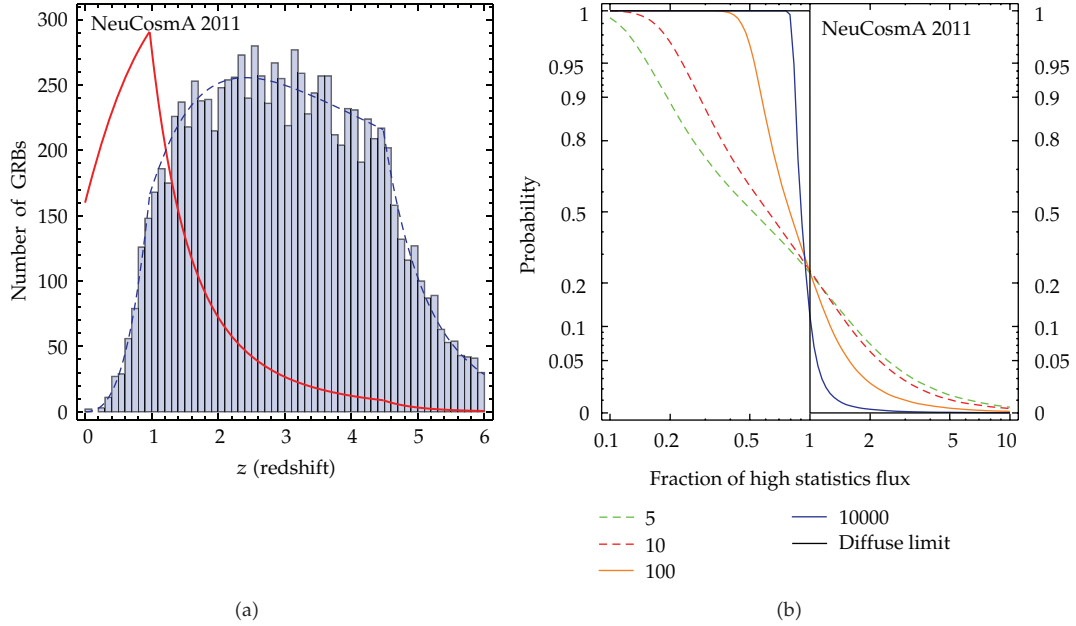 NeuCosmA 2011
300
250
200
150
100
50
0
Number of GRBs
0 1 2 3 4 5 6
z (redshift)
(a)
NeuCosmA 2011
1
0.95
0.9
0.8
0.5
0.2
0.1
0.05
0
Probability
1
0.95
0.9
0.8
0.5
0.2
0.1
0.05
0
0.1 0.2 0.5 1 2 5 10
Fraction of high statistics flux
5
10
100
10000
Diffuse limit
(b)